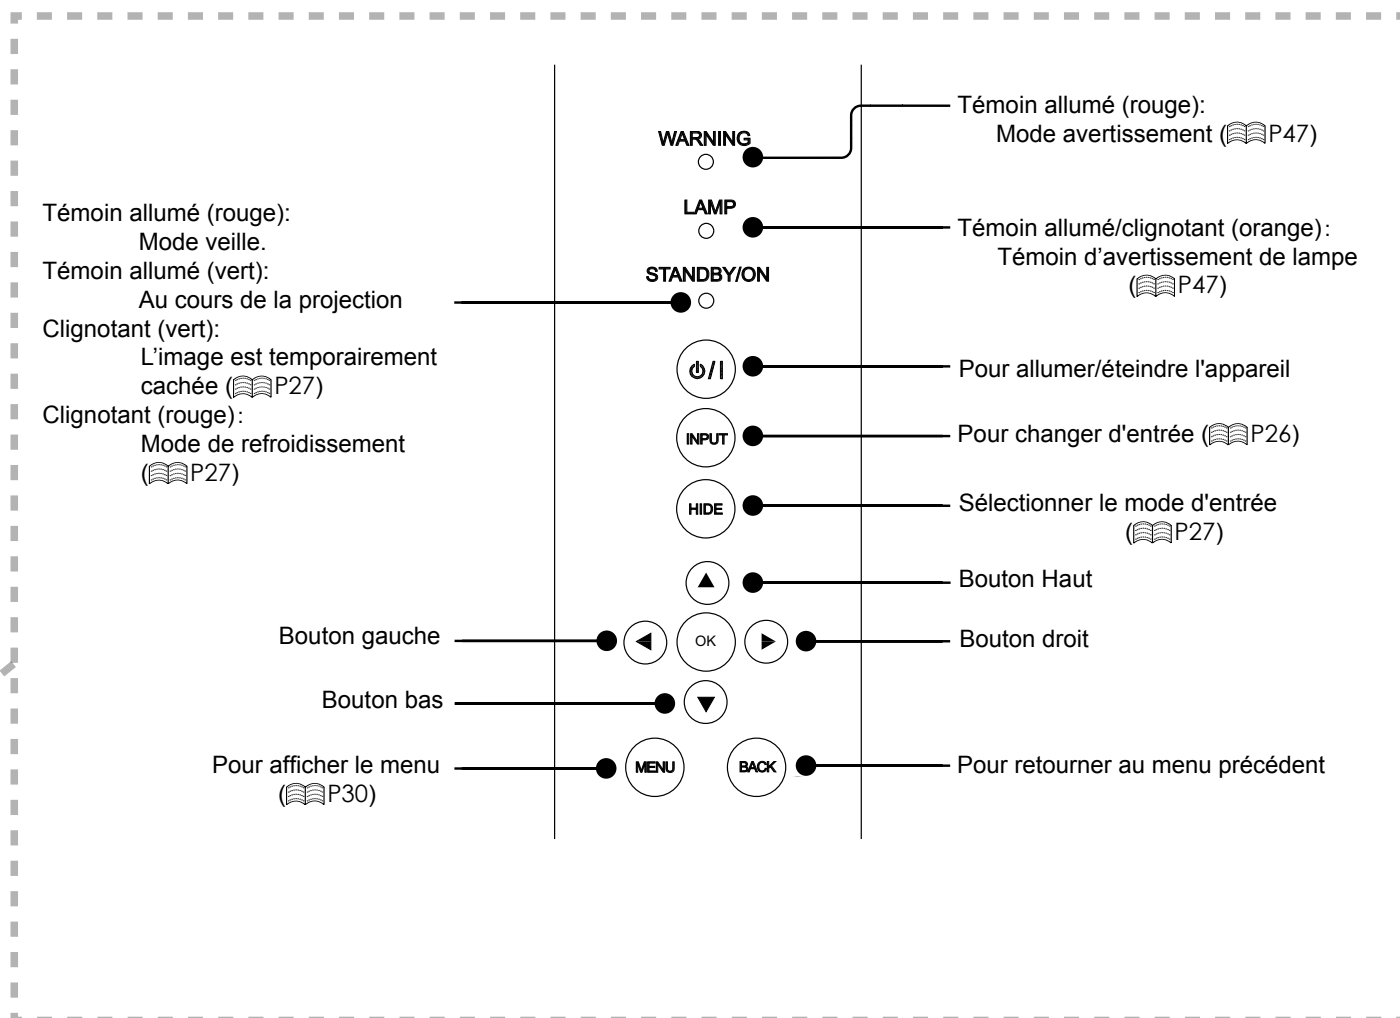 Témoin allumé (rouge):
Mode veille.
Témoin allumé (vert):
Au cours de la projection
Clignotant (vert):
L’image est temporairement
cachée (P27)
Clignotant (rouge):
Mode de refroidissement
(P27)
Bouton gauche
Bouton bas
Pour afficher le menu
(P30)
WARNING
LAMP
STANDBY/ON
INPUT
HIDE
OK
MENU
BACK
Témoin allumé (rouge):
Mode avertissement (P47)
Témoin allumé/clignotant (orange):
Témoin d’avertissement de lampe
(P47)
Pour allumer/éteindre l'appareil
Pour changer d'entrée (P26)
Sélectionner le mode d'entrée
(P27)
Bouton Haut
Bouton droit
Pour retourner au menu précédent